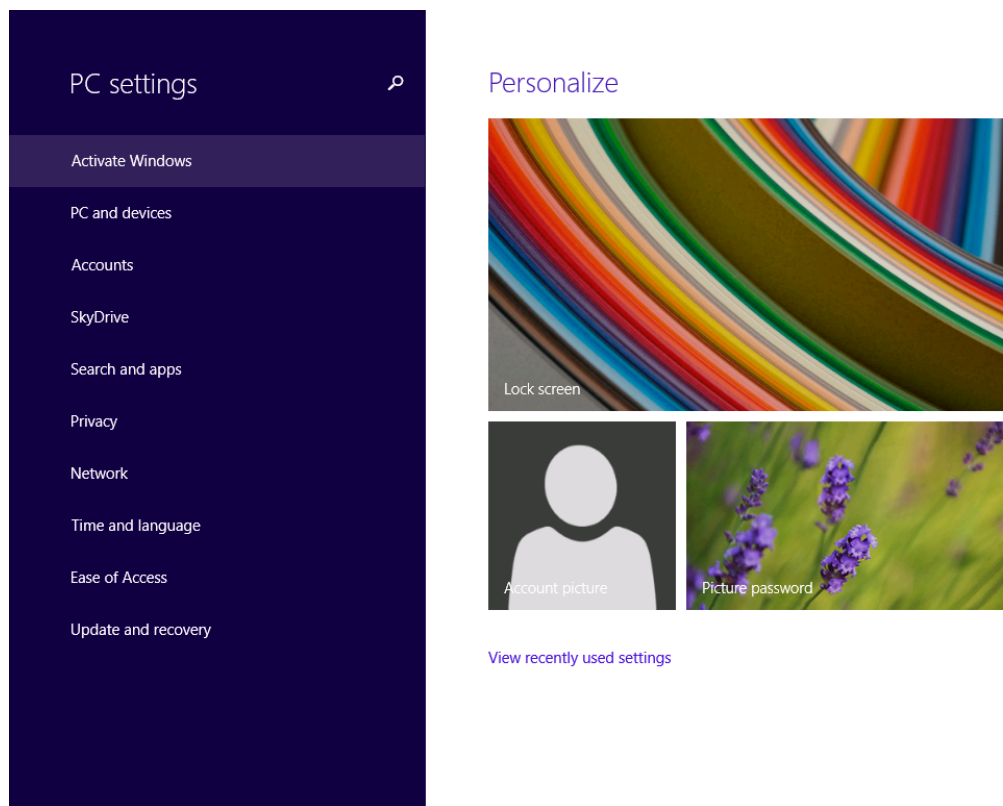 PC settings
Activate Windows
PC and devices
Accounts
SkyDrive
Search and apps
Privacy
Network
Time and language
Ease of Access
Update and recovery
Personalize
Lock screen
Account picture
Picture password
View recently used settings